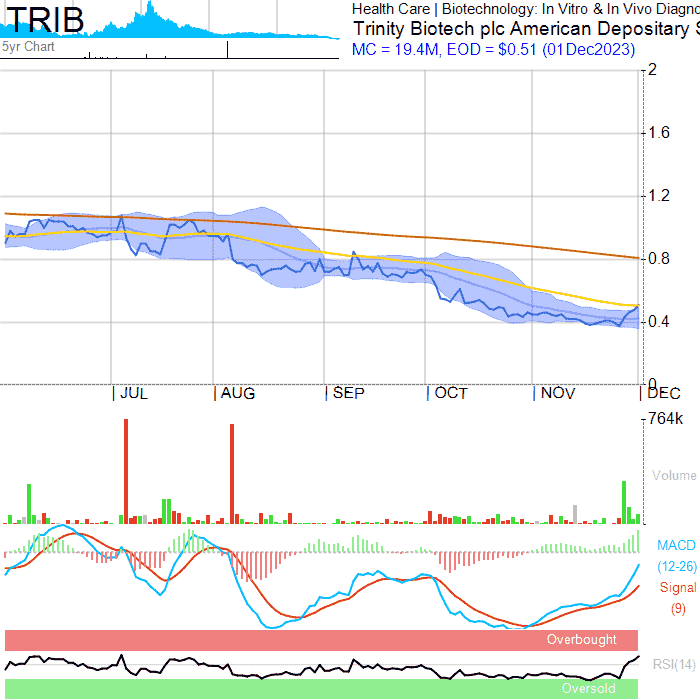 TRIB
5yr Chart
Health Care | Biotechnology: In Vitro & In Vivo Diagno
Trinity Biotech plc American Depositary S
MC = 19.4M, EOD = $0.51 (01Dec2023)
2
1.6
1.2
0.8
0.4
0
JUL AUG SEP OCT NOV DEC
764k
Volume
MACD
(12-26)
Signal
(9)
Overbought
RSI(14)
Oversold